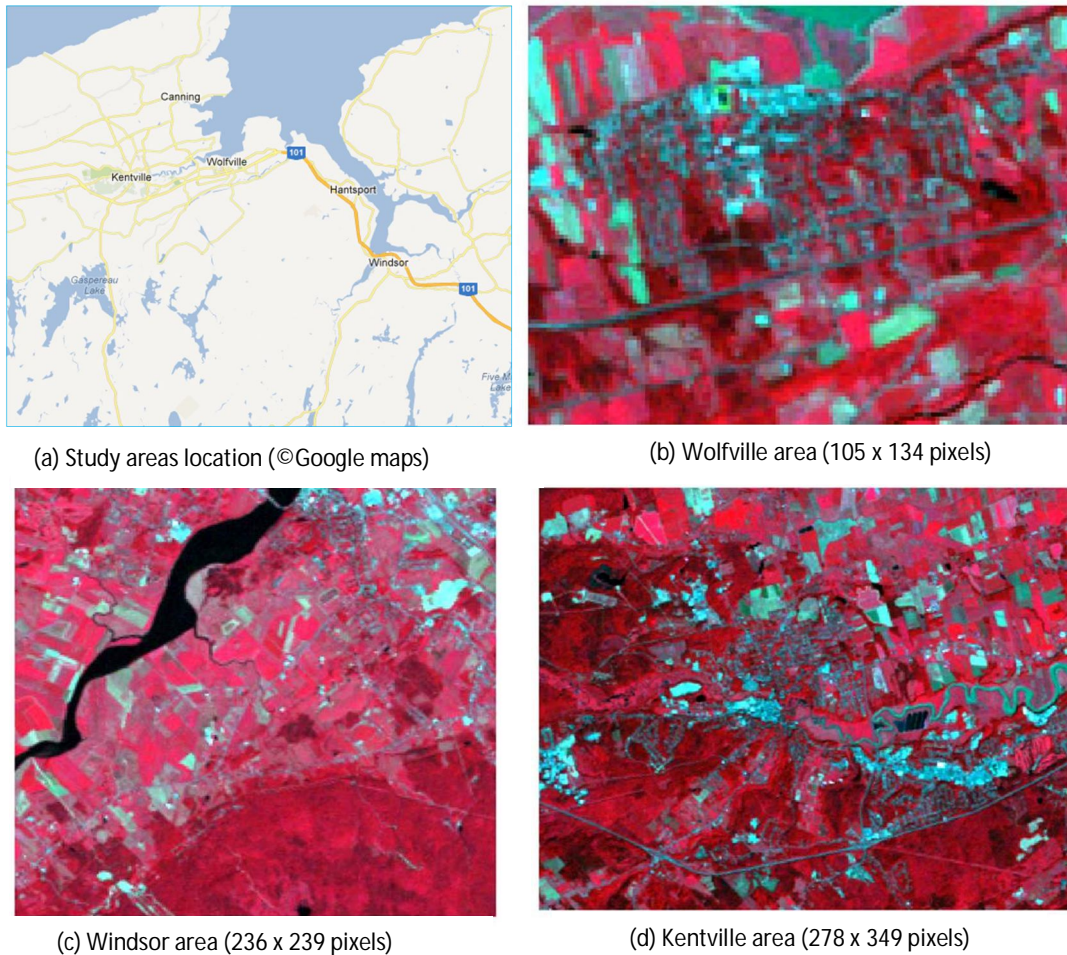 Canning
Wolfville
101
Kentville
Hantsport
Windsor
Gaspereau
Lake
101
Five M
Lake
(a) Study areas location (©Google maps)
(b) Wolfville area (105 x 134 pixels)
(c) Windsor area (236 x 239 pixels)
(d) Kentville area (278 x 349 pixels)